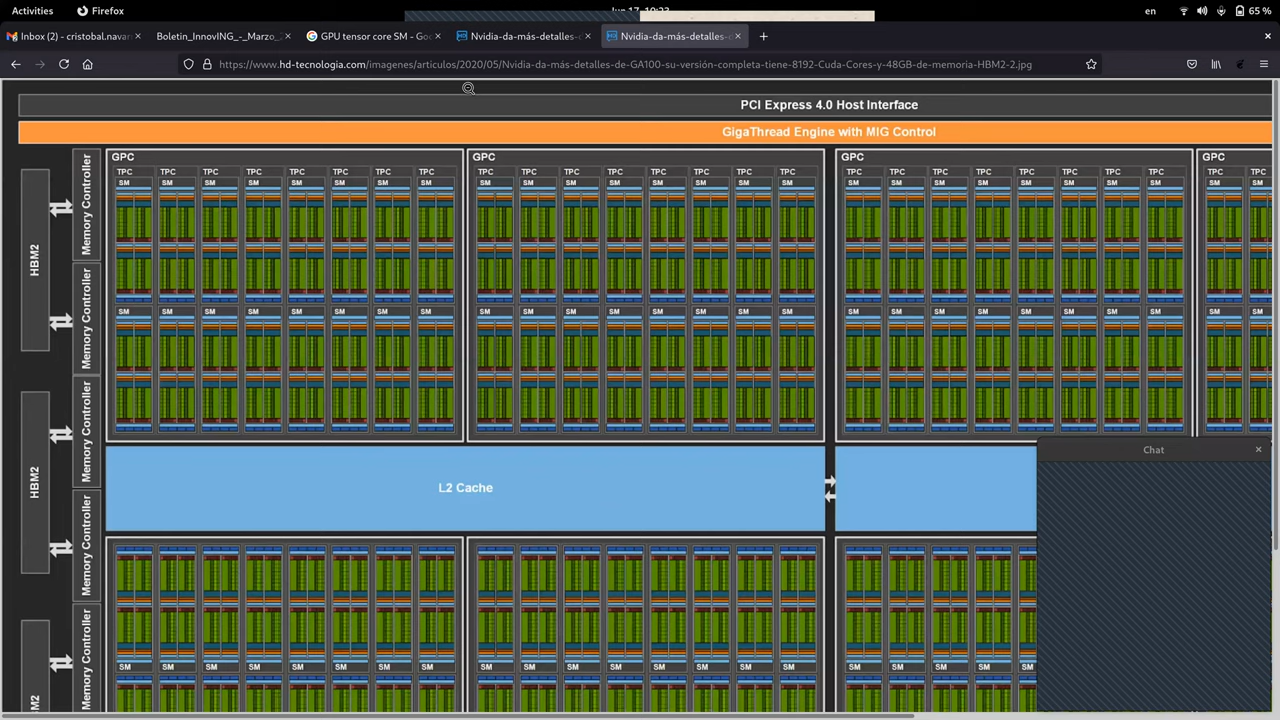 Activities Firefox Jun 17, 10:23 en 65 %
Inbox (2) - cristobal.navar Boletin_InnovING_-_Marzo_ GPU tensor core SM - Goo Nvidia-da-más-detalles-de Nvidia-da-más-detalles-de
https://www.hd-tecnologia.com/imagenes/articulos/2020/05/Nvidia-da-más-detalles-de-GA100-su-versión-completa-tiene-8192-Cuda-Cores-y-48GB-de-memoria-HBM2-2.jpg
PCI Express 4.0 Host Interface
GigaThread Engine with MIG Control
GPC GPC GPC GPC
TPC TPC TPC TPC TPC TPC TPC TPC TPC TPC TPC TPC TPC TPC TPC TPC TPC TPC TPC TPC TPC TPC TPC TPC TPC TPC
SM SM SM SM SM SM SM SM SM SM SM SM SM SM SM SM SM SM SM SM SM SM SM SM SM SM
Memory Controller
HBM2
SM SM SM SM SM SM SM SM SM SM SM SM SM SM SM SM SM SM SM SM SM SM SM SM SM SM
Memory Controller
Memory Controller
HBM2
Chat
L2 Cache
Memory Controller
Memory Controller
SM SM SM SM SM SM SM SM SM SM SM SM SM SM SM SM SM SM SM SM